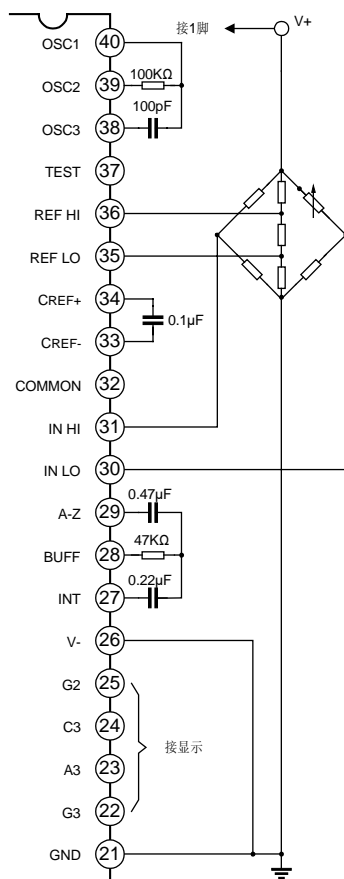 接1脚
V+
OSC1 40
OSC2 39 100KΩ
100pF
OSC3 38
TEST 37
REF HI 36
REF LO 35
CREF+ 34
0.1μF
CREF- 33
COMMON 32
IN HI 31
IN LO 30
0.47μF
A-Z 29
47KΩ
BUFF 28
0.22μF
INT 27
V- 26
G2 25
C3 24
接显示
A3 23
G3 22
GND 21